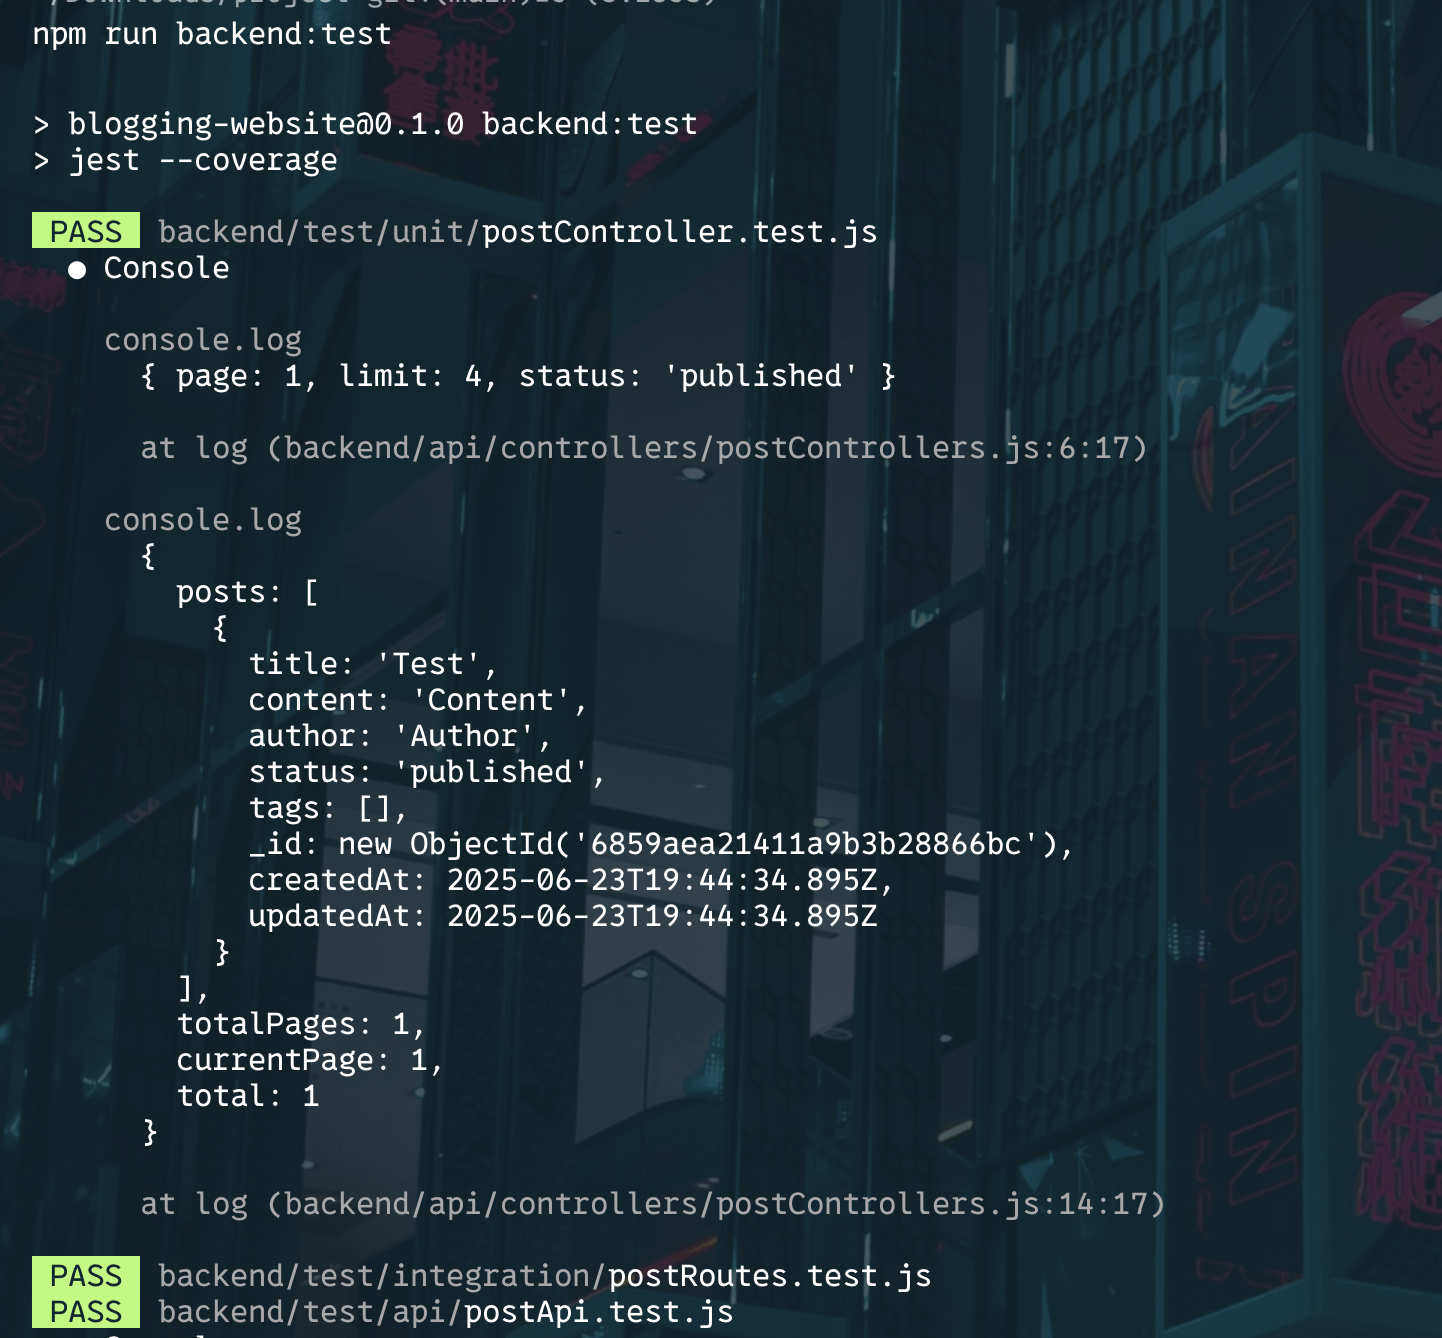 npm run backend:test
> blogging-website@0.1.0 backend:test
> jest --coverage
PASS backend/test/unit/postController.test.js
● Console
console.log
{ page: 1, limit: 4, status: 'published' }
at log (backend/api/controllers/postControllers.js:6:17)
console.log
{
posts: [
{
title: 'Test',
content: 'Content',
author: 'Author',
status: 'published',
tags: [],
_id: new ObjectId('6859aea21411a9b3b28866bc'),
createdAt: 2025-06-23T19:44:34.895Z,
updatedAt: 2025-06-23T19:44:34.895Z
}
],
totalPages: 1,
currentPage: 1,
total: 1
}
at log (backend/api/controllers/postControllers.js:14:17)
PASS backend/test/integration/postRoutes.test.js
PASS backend/test/api/postApi.test.js